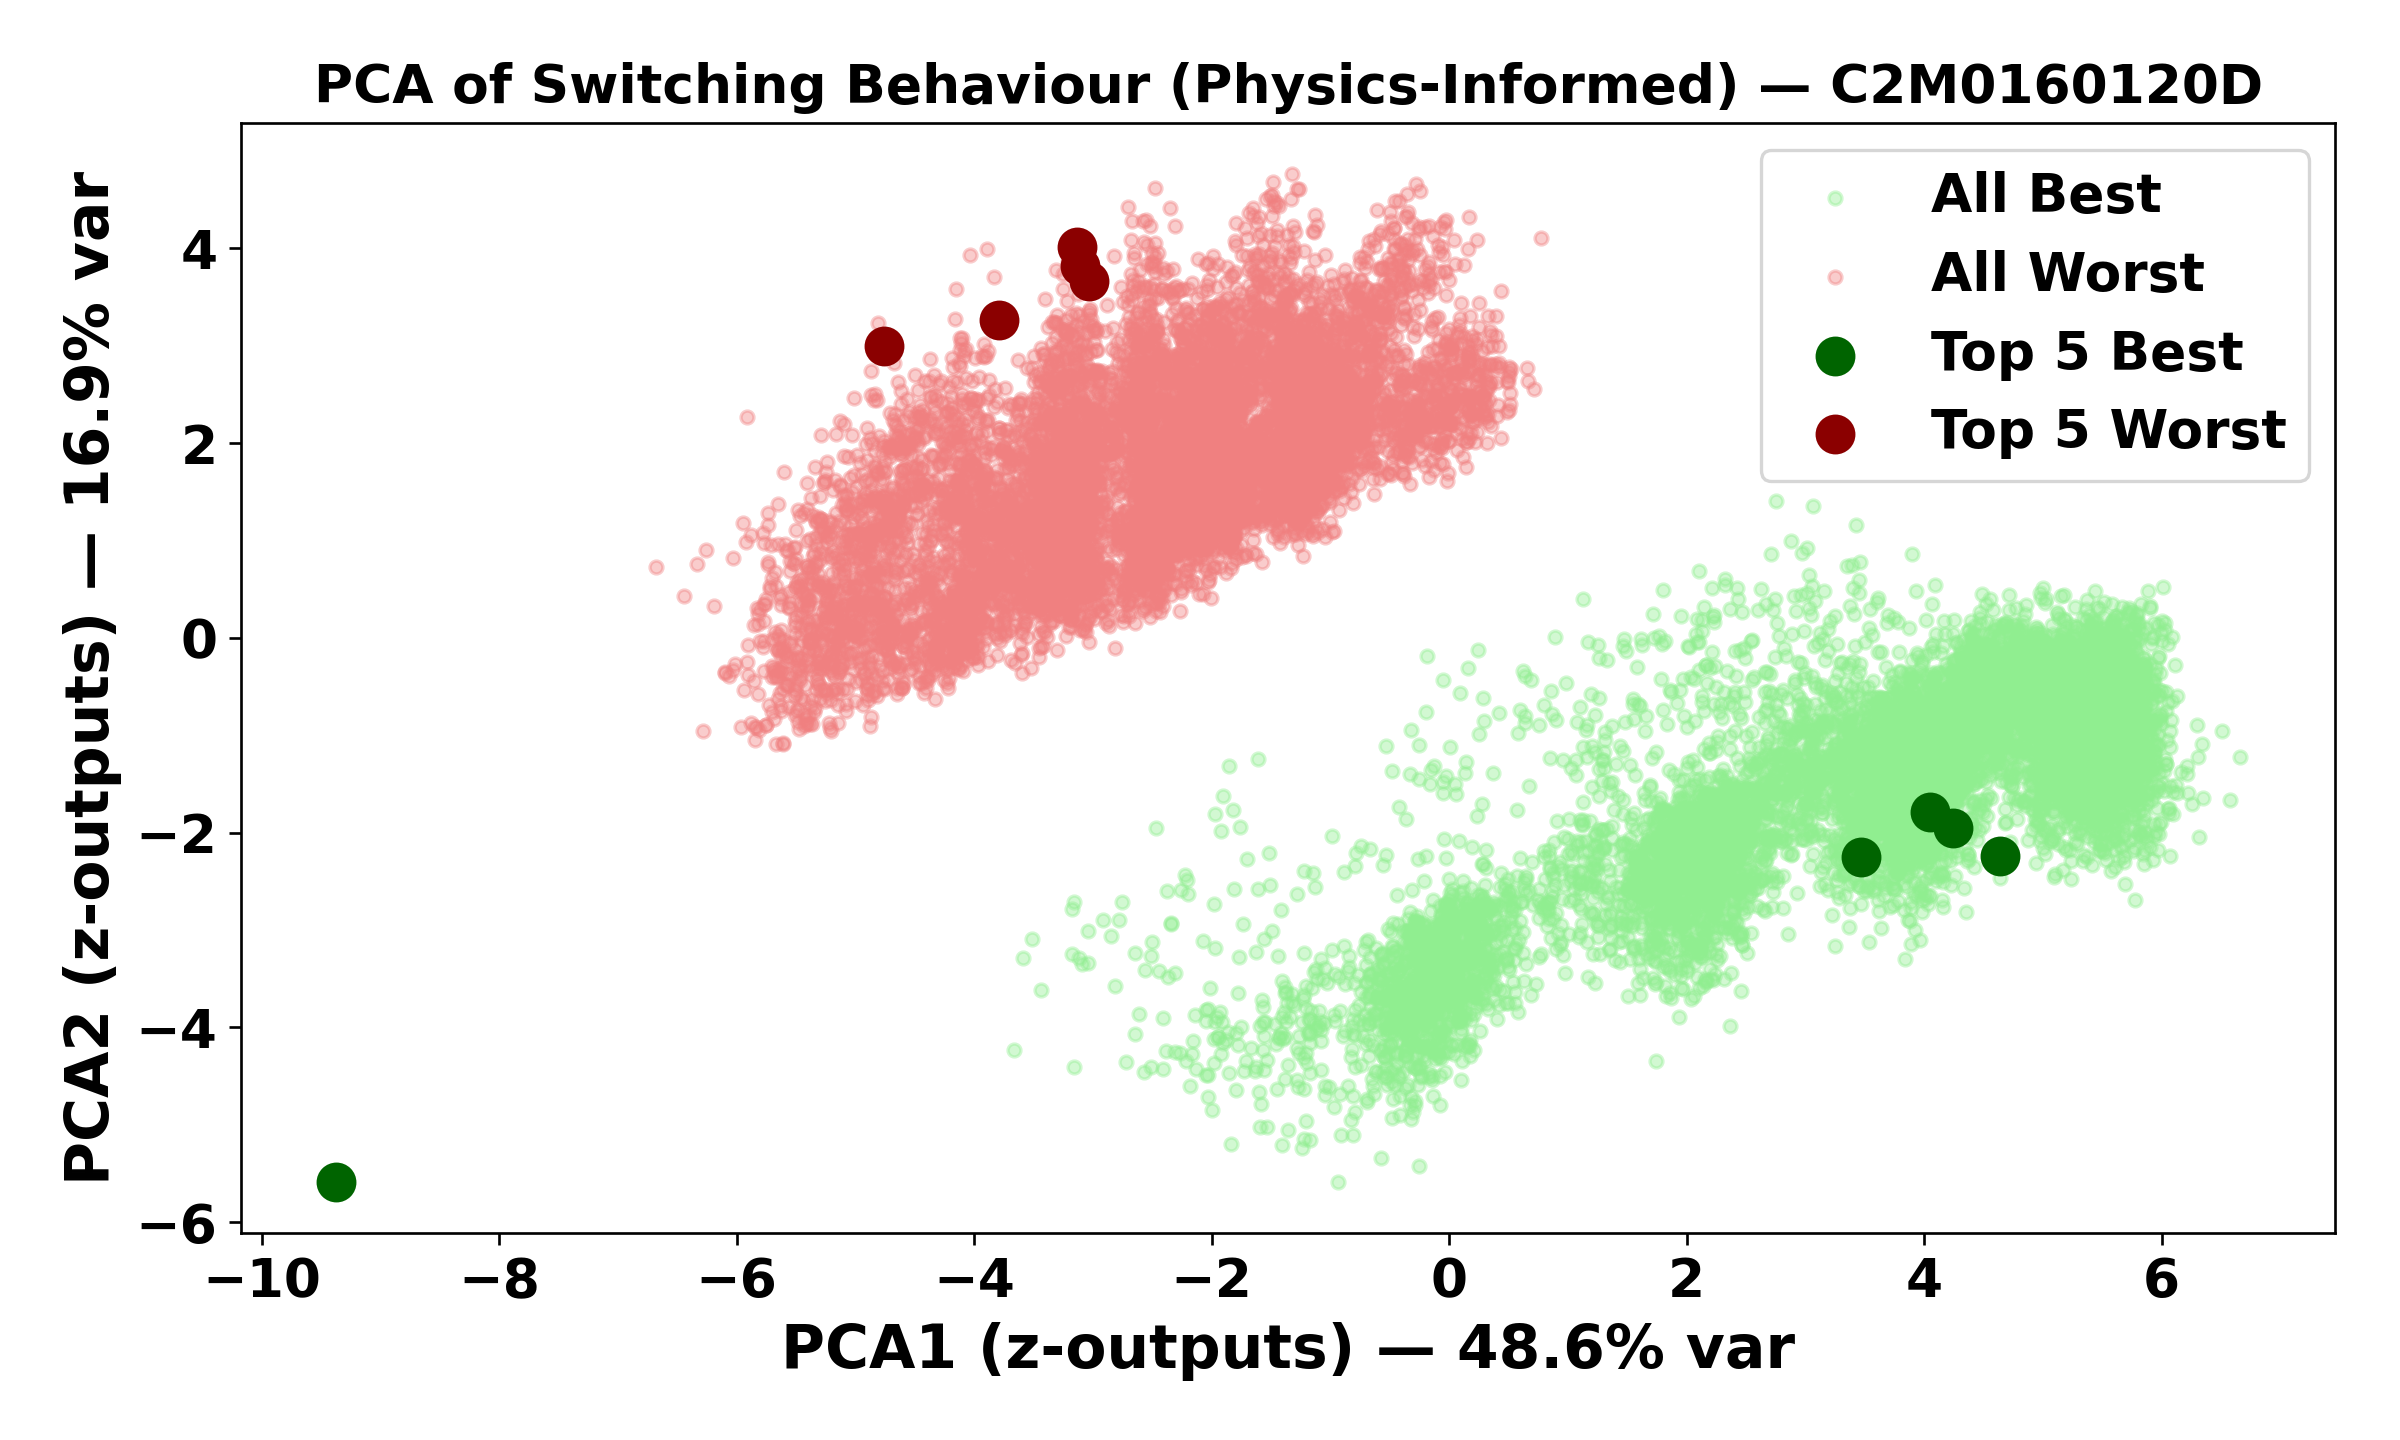 PCA of Switching Behaviour (Physics-Informed) — C2M0160120D
PCA2 (z-outputs) — 16.9% var
4
2
0
−2
−4
−6
All Best
All Worst
Top 5 Best
Top 5 Worst
−10 −8 −6 −4 −2 0 2 4 6
PCA1 (z-outputs) — 48.6% var